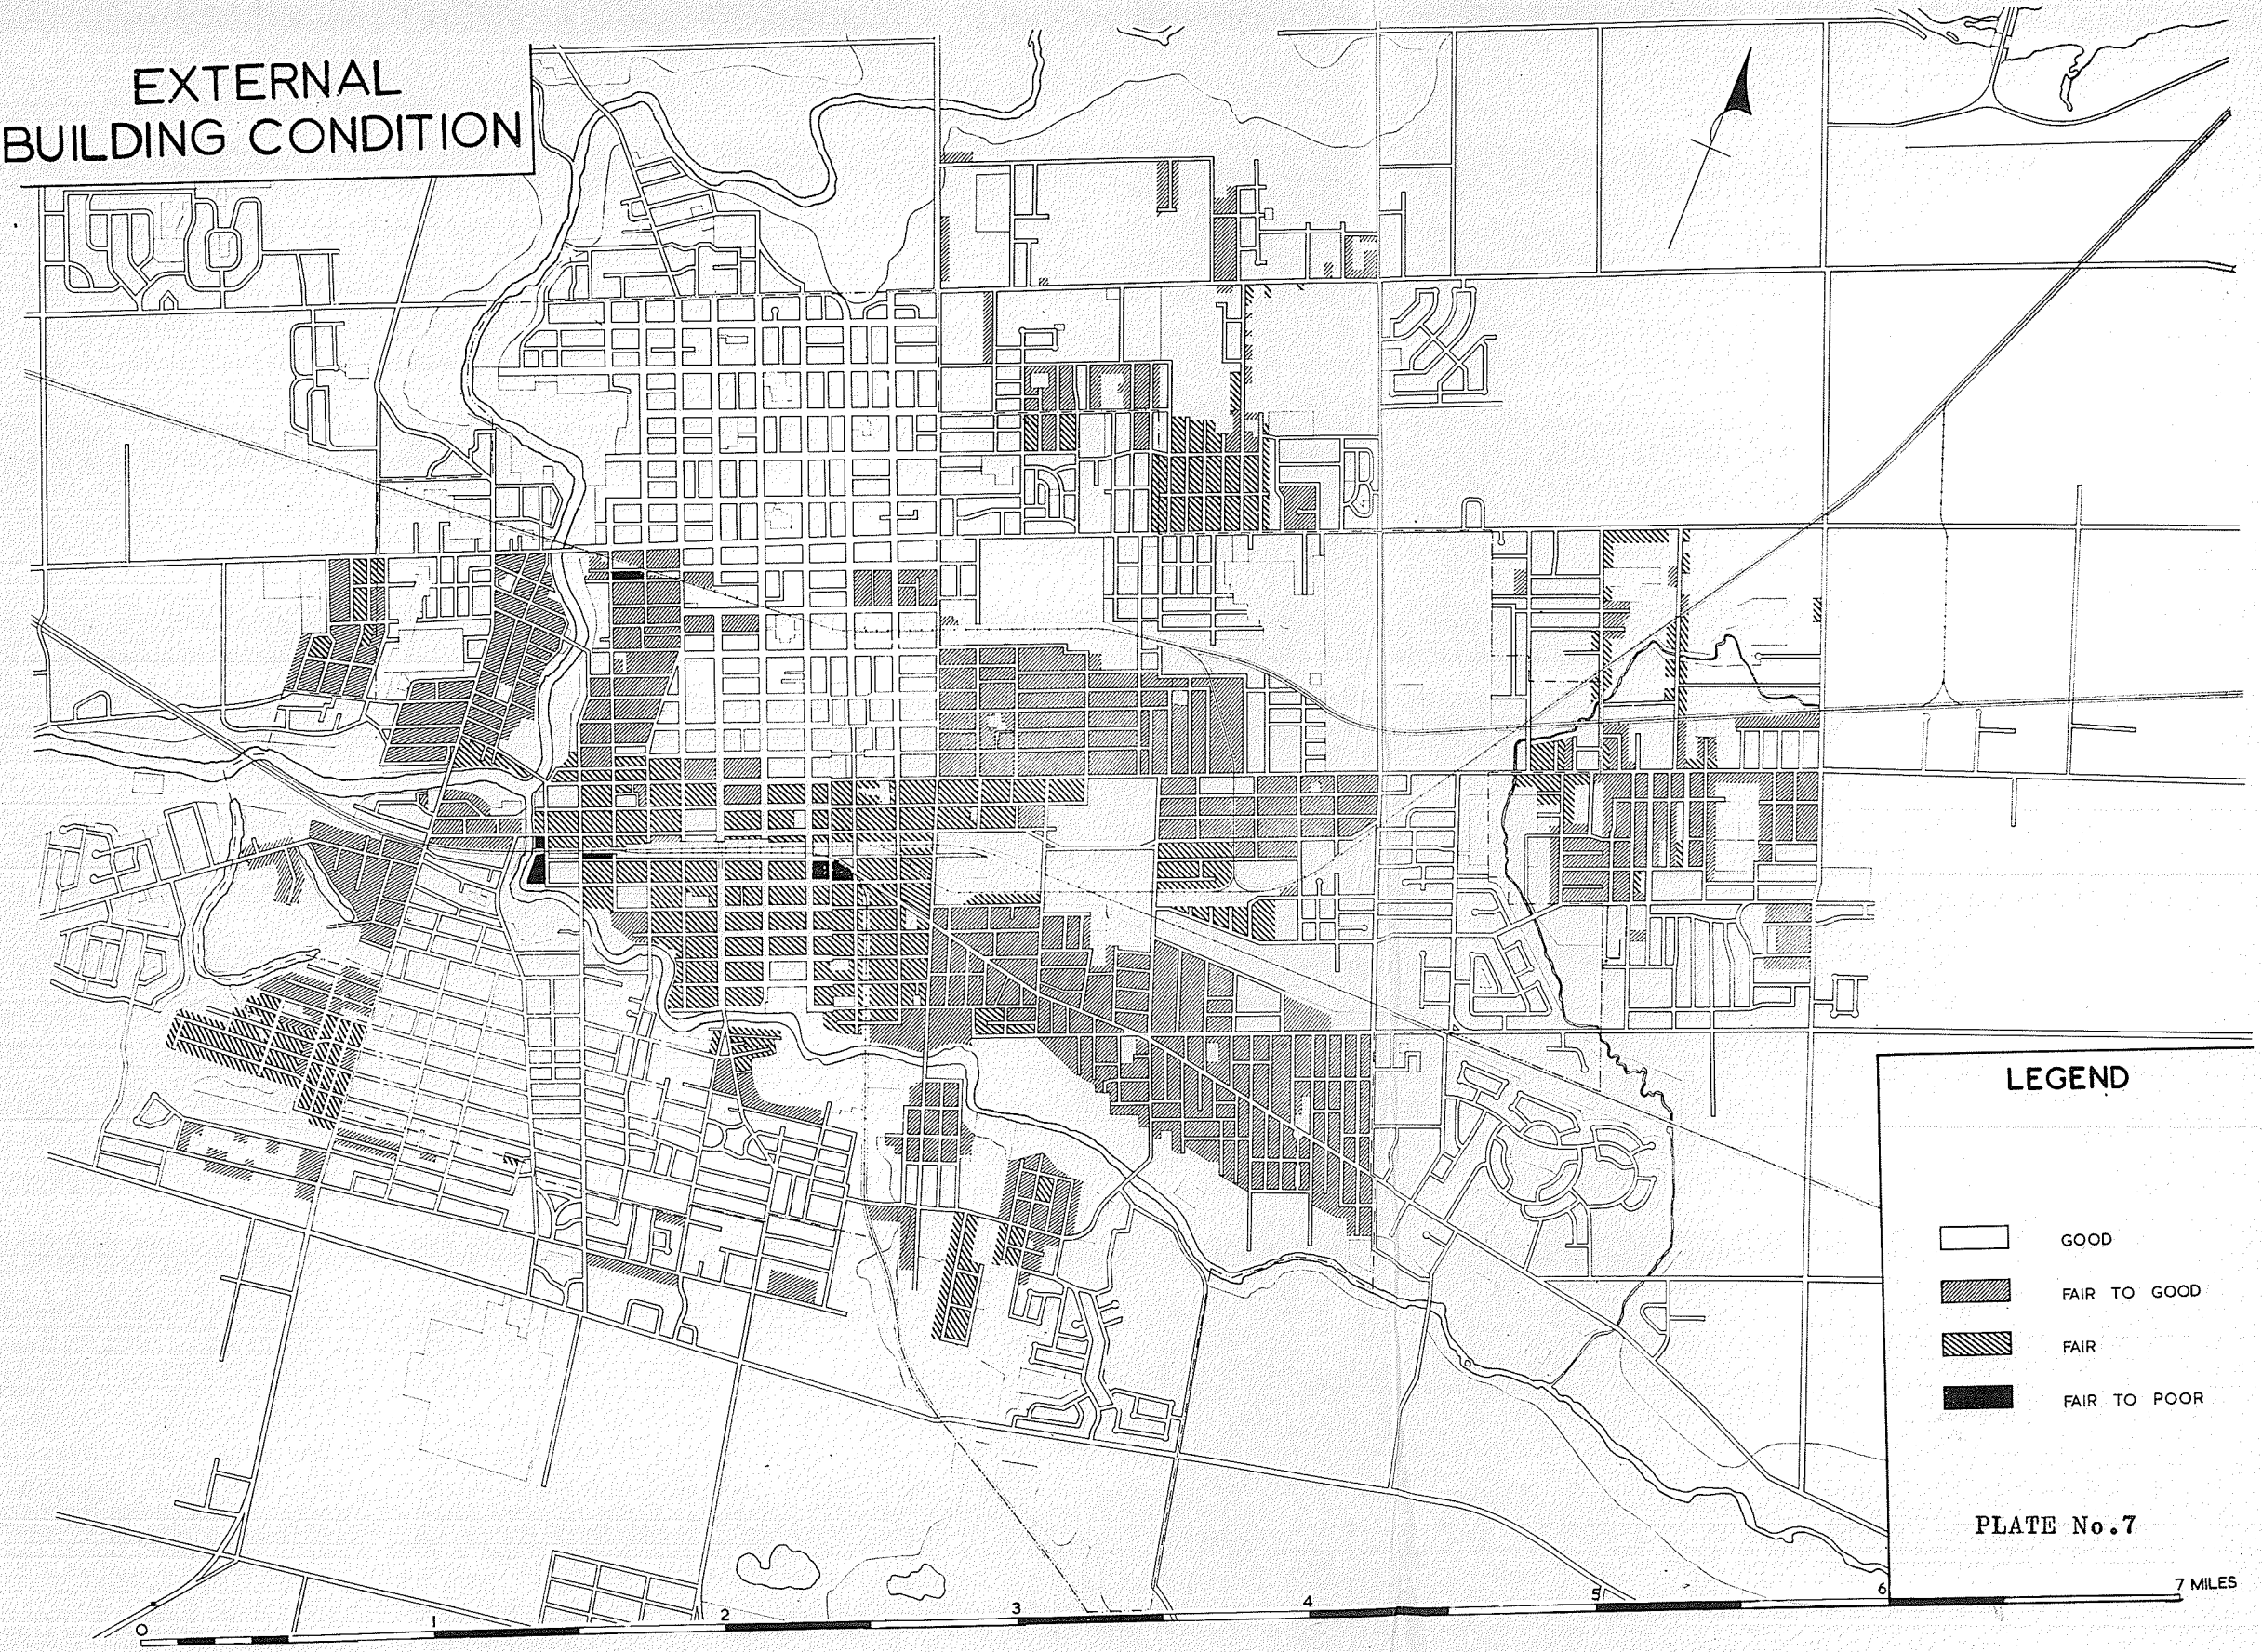 EXTERNAL
BUILDING CONDITION
LEGEND
GOOD
FAIR TO GOOD
FAIR
FAIR TO POOR
PLATE No.7
0 1 2 3 4 5 6 7 MILES